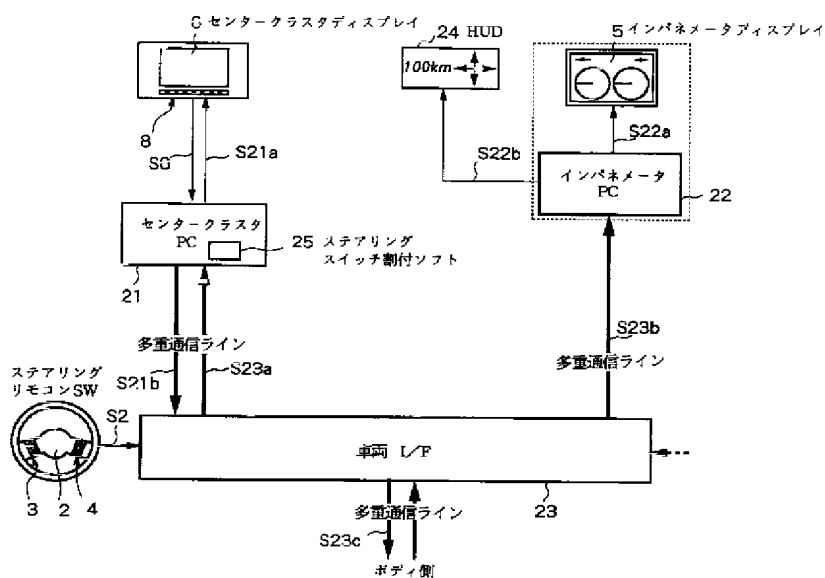 6 センタークラスタディスプレイ
24 HUD
100km
5 インパネメータディスプレイ
8
S6
S21a
S22b
S22a
インパネメータ
PC
22
センタークラスタ
PC
25 ステアリング
スイッチ割付ソフト
21
多重通信ライン
S21b
S23a
S23b
多重通信ライン
ステアリング
リモコンSW
S2
車両 I/F
3 2 4
23
多重通信ライン
S23c
ボディ側